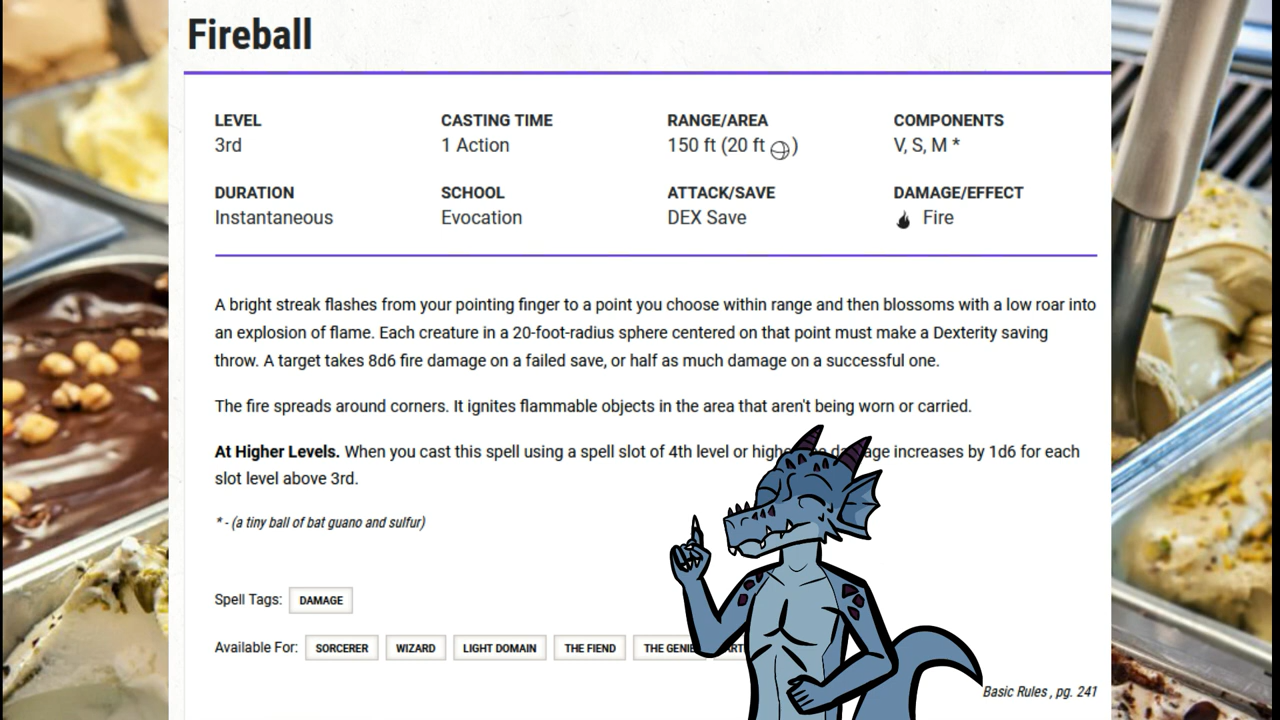 Fireball
LEVEL CASTING TIME RANGE/AREA COMPONENTS
3rd 1 Action 150 ft (20 ft ) V, S, M *
DURATION SCHOOL ATTACK/SAVE DAMAGE/EFFECT
Instantaneous Evocation DEX Save Fire
A bright streak flashes from your pointing finger to a point you choose within range and then blossoms with a low roar into
an explosion of flame. Each creature in a 20-foot-radius sphere centered on that point must make a Dexterity saving
throw. A target takes 8d6 fire damage on a failed save, or half as much damage on a successful one.
The fire spreads around corners. It ignites flammable objects in the area that aren't being worn or carried.
At Higher Levels. When you cast this spell using a spell slot of 4th level or increases by 1d6 for each
slot level above 3rd.
* - (a tiny ball of bat guano and sulfur)
Spell Tags: DAMAGE
Available For: SORCERER WIZARD LIGHT DOMAIN THE FIEND THE GENIE
Basic Rules , pg. 241